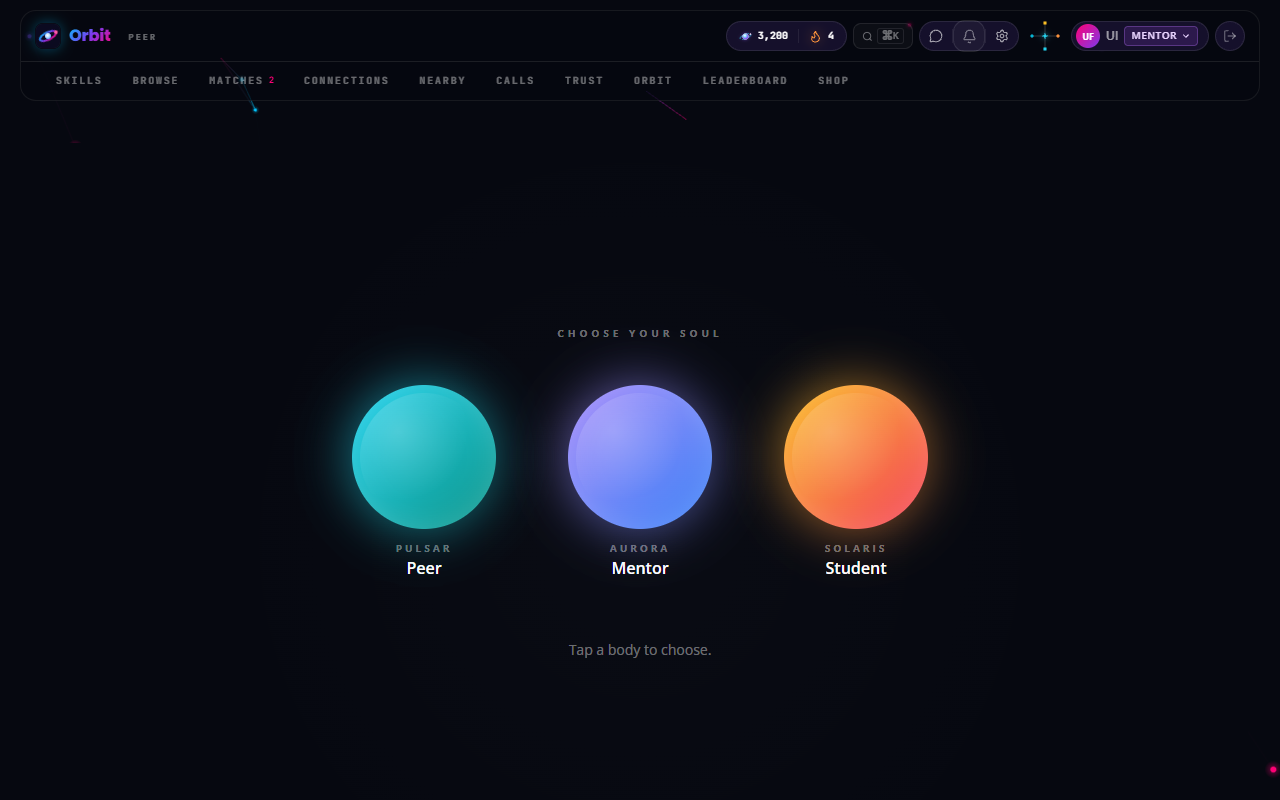 Orbit PEER
3,200 4 ⌘K UF UI MENTOR
SKILLS BROWSE MATCHES 2 CONNECTIONS NEARBY CALLS TRUST ORBIT LEADERBOARD SHOP
CHOOSE YOUR SOUL
PULSAR AURORA SOLARIS
Peer Mentor Student
Tap a body to choose.